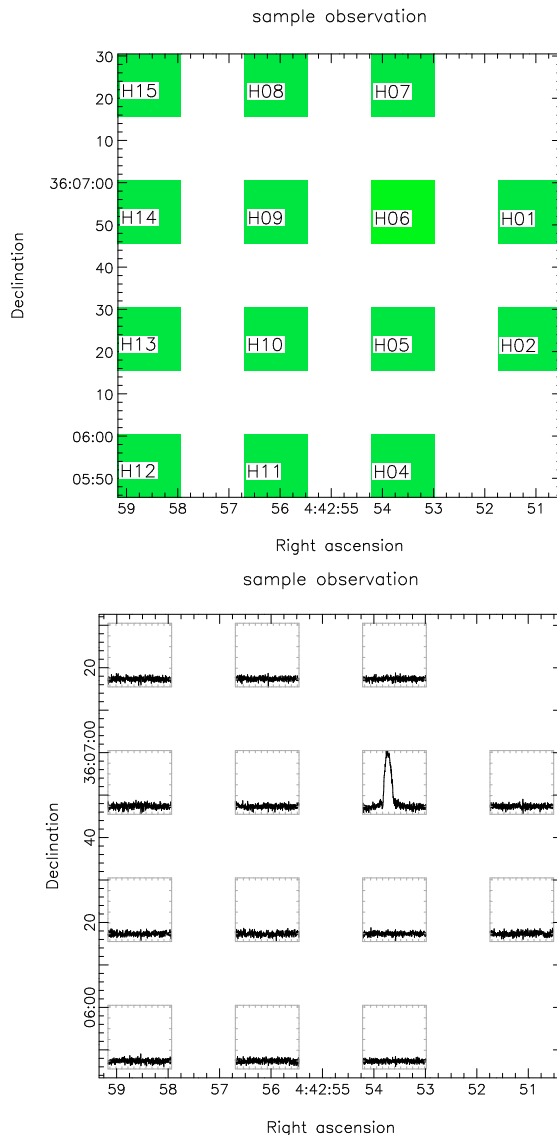 sample observation
30
H15 H08 H07
20
10
36:07:00
H14 H09 H06 H01
50
40
Declination
30
H13 H10 H05 H02
20
10
06:00
H12 H11 H04
05:50
59 58 57 56 4:42:55 54 53 52 51
Right ascension
sample observation
20
36:07:00
40
Declination
20
06:00
59 58 57 56 4:42:55 54 53 52 51
Right ascension